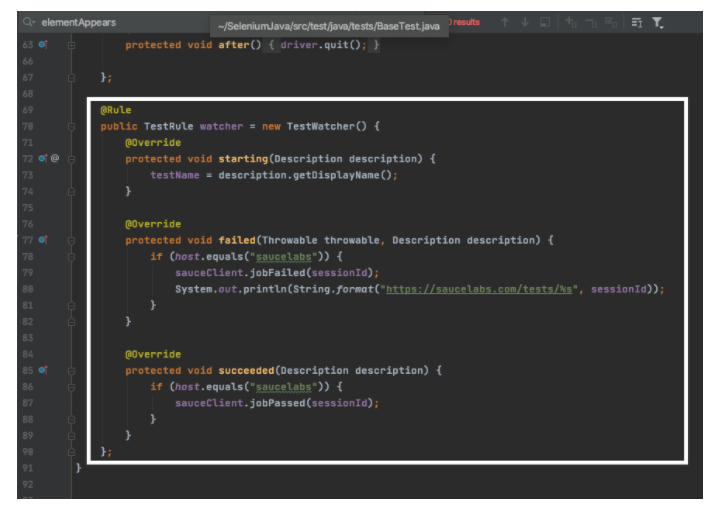 elementAppears
~/SeleniumJava/src/test/java/tests/BaseTest.java
results
63 protected void after() { driver.quit(); }
66
67 };
68
69 @Rule
70 public TestRule watcher = new TestWatcher() {
71 @Override
72 @ protected void starting(Description description) {
73 testName = description.getDisplayName();
74 }
75
76 @Override
77 protected void failed(Throwable throwable, Description description) {
78 if (host.equals("saucelabs")) {
79 sauceClient.jobFailed(sessionId);
80 System.out.println(String.format("https://saucelabs.com/tests/%s", sessionId));
81 }
82 }
83
84 @Override
85 protected void succeeded(Description description) {
86 if (host.equals("saucelabs")) {
87 sauceClient.jobPassed(sessionId);
88 }
89 }
90 };
91 }
92